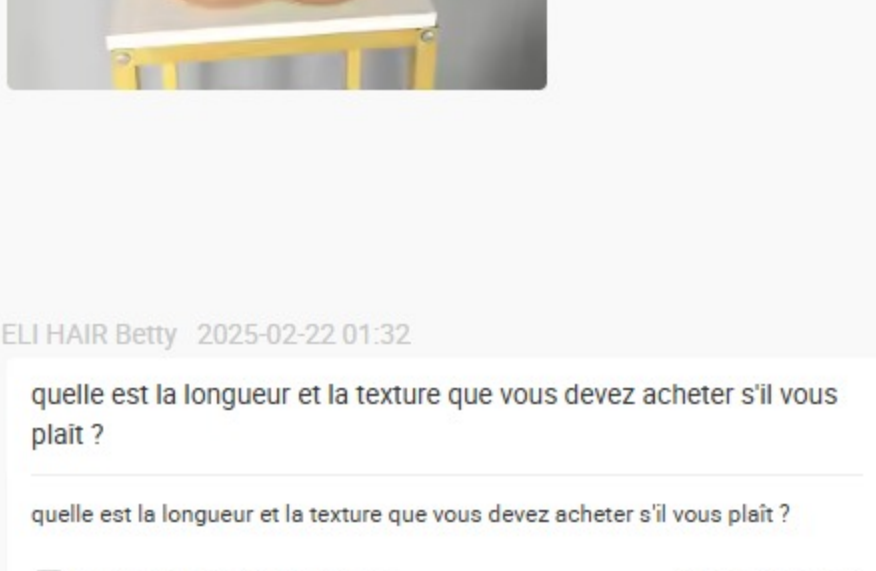 ELI HAIR Betty 2025-02-22 01:32
quelle est la longueur et la texture que vous devez acheter s'il vous
plaît ?
quelle est la longueur et la texture que vous devez acheter s'il vous plaît ?